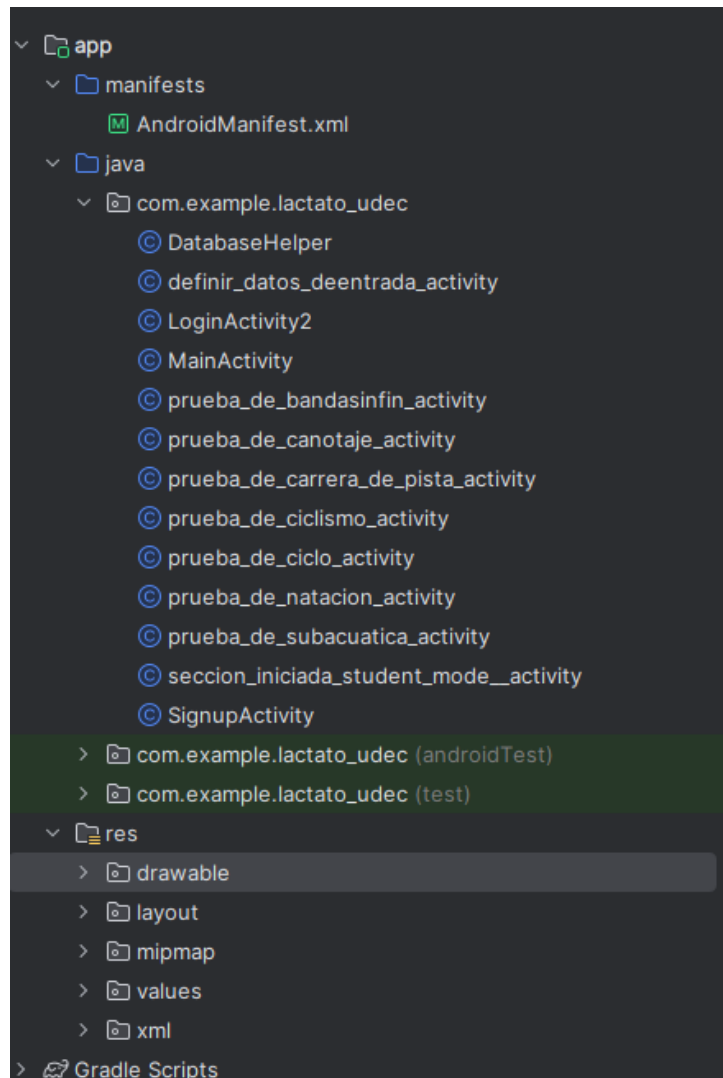 app
manifests
AndroidManifest.xml
java
com.example.lactato_udec
DatabaseHelper
definir_datos_deentrada_activity
LoginActivity2
MainActivity
prueba_de_bandasinfin_activity
prueba_de_canotaje_activity
prueba_de_carrera_de_pista_activity
prueba_de_ciclismo_activity
prueba_de_ciclo_activity
prueba_de_natacion_activity
prueba_de_subacuatica_activity
seccion_iniciada_student_mode__activity
SignupActivity
com.example.lactato_udec (androidTest)
com.example.lactato_udec (test)
res
drawable
layout
mipmap
values
xml
Gradle Scripts